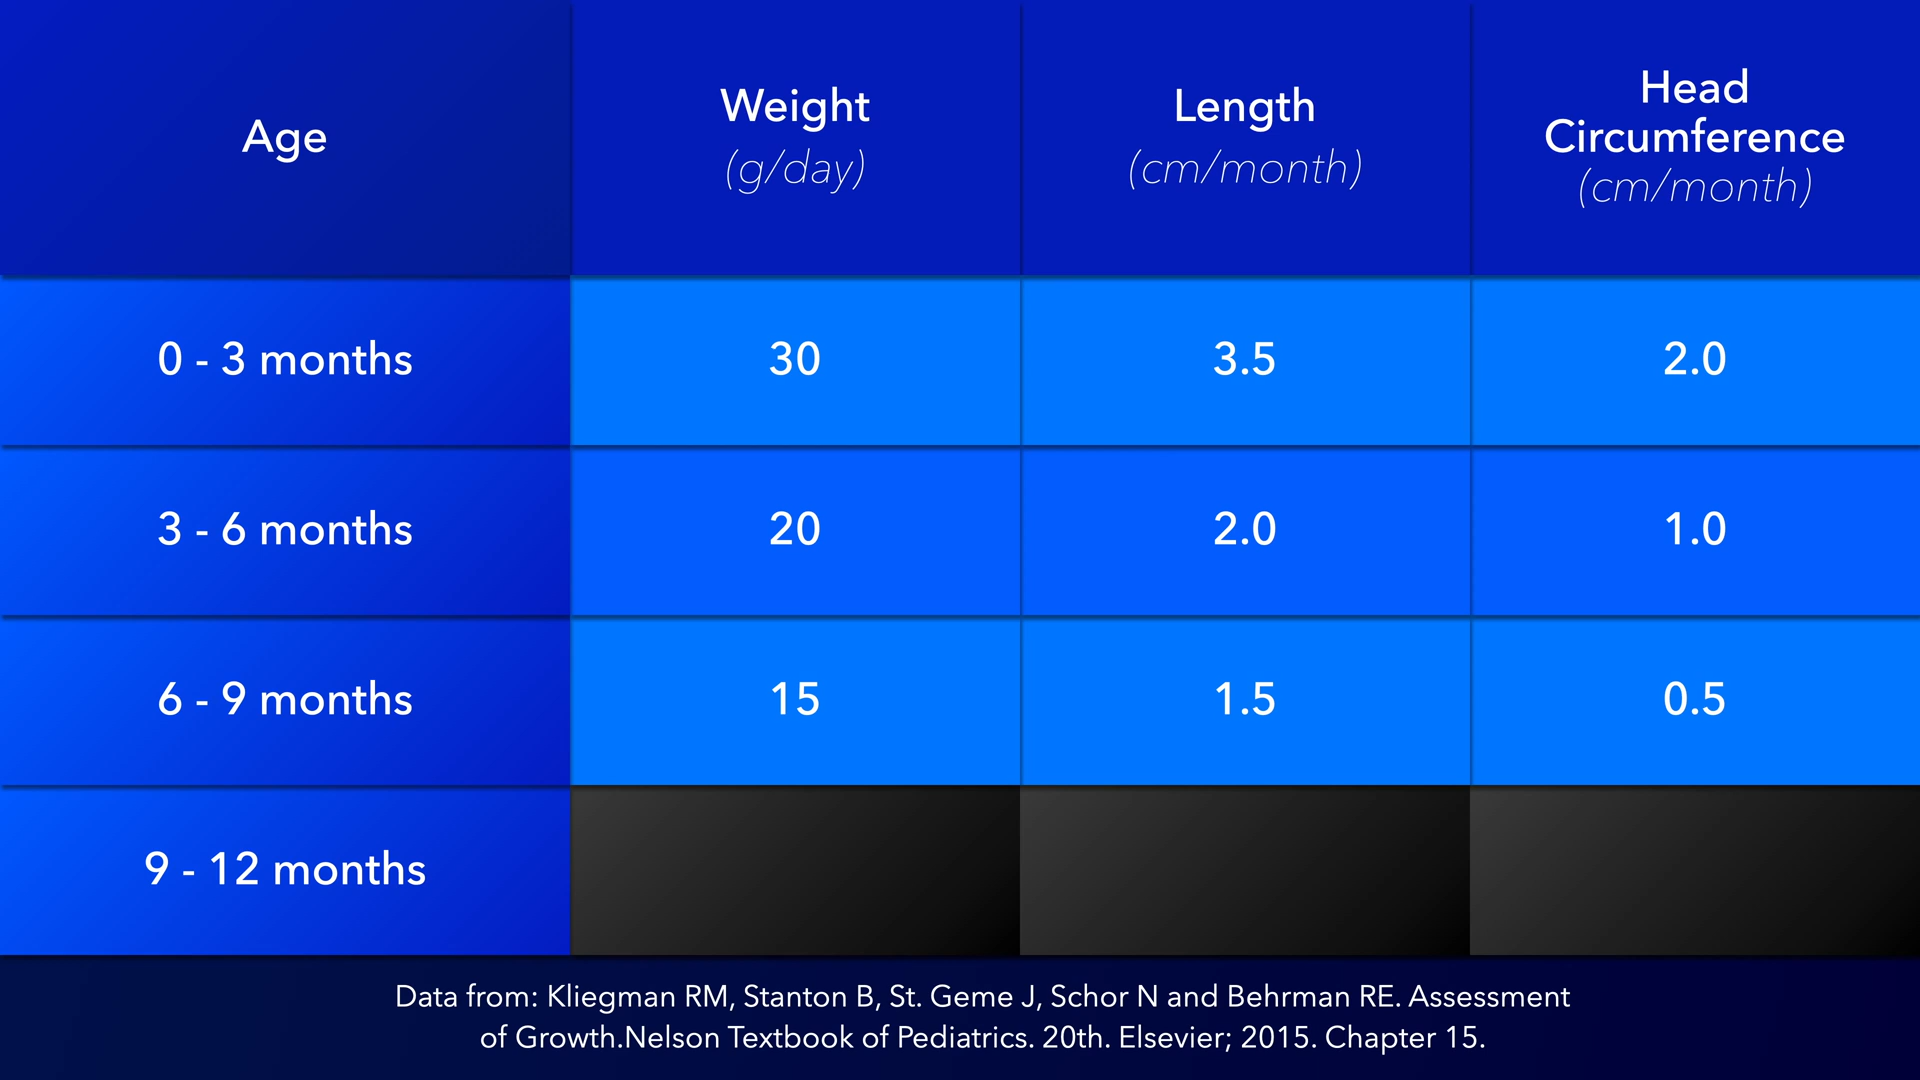 Age
Weight
(g/day)
Length
(cm/month)
Head
Circumference
(cm/month)
0 - 3 months
30
3.5
2.0
3 - 6 months
20
2.0
1.0
6 - 9 months
15
1.5
0.5
9 - 12 months
Data from: Kliegman RM, Stanton B, St. Geme J, Schor N and Behrman RE. Assessment
of Growth.Nelson Textbook of Pediatrics. 20th. Elsevier; 2015. Chapter 15.